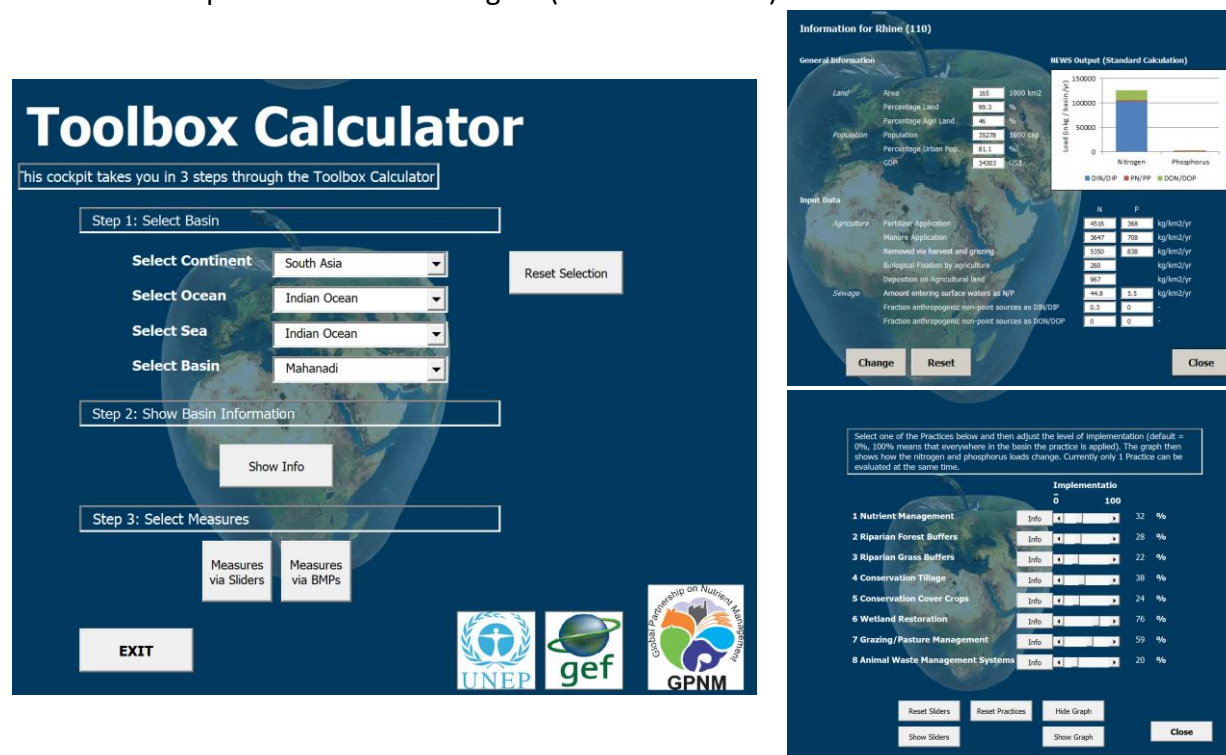 Toolbox Calculator
This cockpit takes you in 3 steps through the Toolbox Calculator
Step 1: Select Basin
Select Continent South Asia
Reset Selection
Select Ocean Indian Ocean
Select Sea Indian Ocean
Select Basin Mahanadi
Step 2: Show Basin Information
Show Info
Step 3: Select Measures
Measures via Sliders
Measures via BMPs
EXIT
UNEP
gef
Global Partnership on Nutrient Management
GPNM
Information for Rhine (110)
General Information
NEWS Output (Standard Calculation)
Land Area 165 1000 km2
Percentage Land 99.3 %
Percentage Agri Land 46 %
Population Population 35278 1000 cap
Percentage Urban Pop. 81.1 %
GDP 34303 US$
Load (in kg / basin / yr)
150000
100000
50000
0
Nitrogen Phosphorus
DIN/DIP PN/PP DON/DOP
Input Data
N P
Agriculture Fertilizer Application 4516 368 kg/km2/yr
Manure Application 3647 708 kg/km2/yr
Removed via harvest and grazing 5350 838 kg/km2/yr
Biological Fixation by agriculture 260 kg/km2/yr
Deposition on Agricultural land 967 kg/km2/yr
Sewage Amount entering surface waters as N/P 44.8 5.5 kg/km2/yr
Fraction anthropogenic non-point sources as DIN/DIP 0.3 0 -
Fraction anthropogenic non-point sources as DON/DOP 0 0 -
Change Reset Close
Select one of the Practices below and then adjust the level of implementation (default =
0%, 100% means that everywhere in the basin the practice is applied). The graph then
shows how the nitrogen and phosphorus loads change. Currently only 1 Practice can be
evaluated at the same time.
Implementatio
0 100
1 Nutrient Management Info 32 %
2 Riparian Forest Buffers Info 28 %
3 Riparian Grass Buffers Info 22 %
4 Conservation Tillage Info 38 %
5 Conservation Cover Crops Info 24 %
6 Wetland Restoration Info 76 %
7 Grazing/Pasture Management Info 59 %
8 Animal Waste Management Systems Info 20 %
Reset Sliders Reset Practices Hide Graph
Show Sliders Show Graph Close